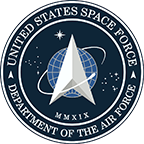 UNITED STATES SPACE FORCE
MMXIX
DEPARTMENT OF THE AIR FORCE